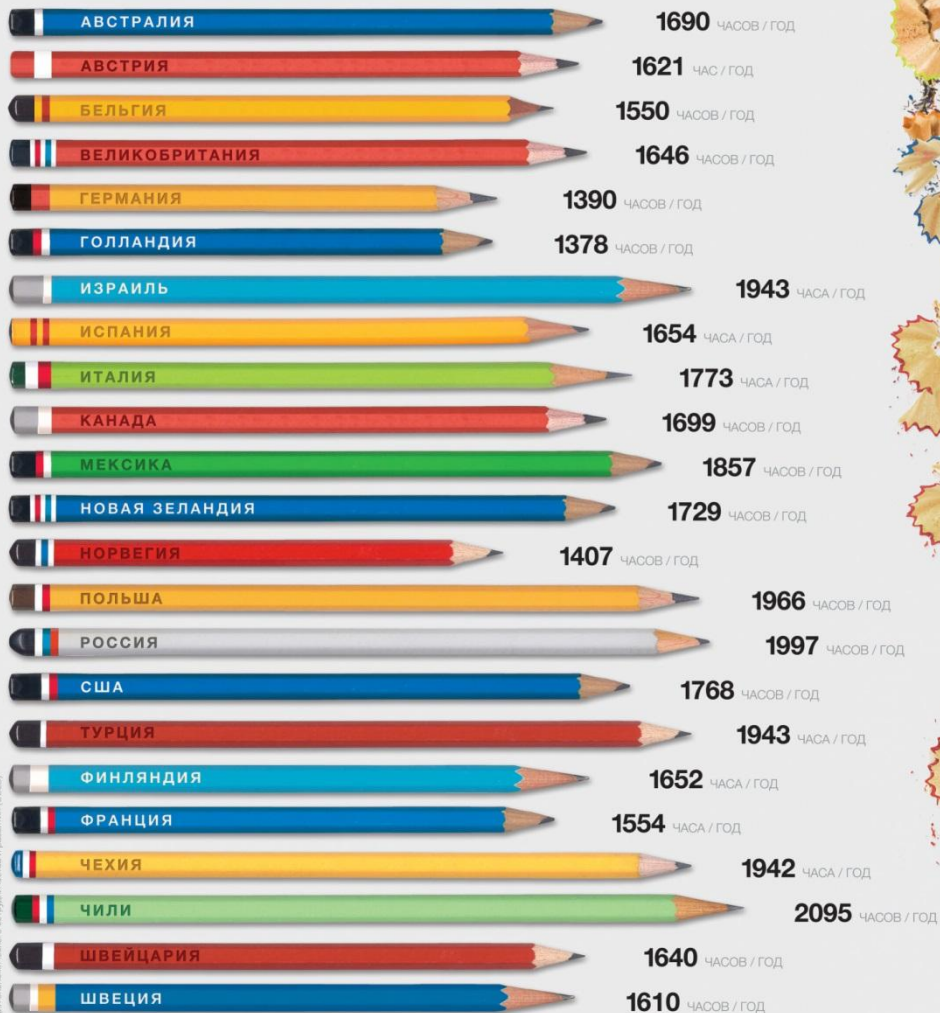 АВСТРАЛИЯ 1690 ЧАСОВ / ГОД
АВСТРИЯ 1621 ЧАС / ГОД
БЕЛЬГИЯ 1550 ЧАСОВ / ГОД
ВЕЛИКОБРИТАНИЯ 1646 ЧАСОВ / ГОД
ГЕРМАНИЯ 1390 ЧАСОВ / ГОД
ГОЛЛАНДИЯ 1378 ЧАСОВ / ГОД
ИЗРАИЛЬ 1943 ЧАСА / ГОД
ИСПАНИЯ 1654 ЧАСА / ГОД
ИТАЛИЯ 1773 ЧАСА / ГОД
КАНАДА 1699 ЧАСОВ / ГОД
МЕКСИКА 1857 ЧАСОВ / ГОД
НОВАЯ ЗЕЛАНДИЯ 1729 ЧАСОВ / ГОД
НОРВЕГИЯ 1407 ЧАСОВ / ГОД
ПОЛЬША 1966 ЧАСОВ / ГОД
РОССИЯ 1997 ЧАСОВ / ГОД
США 1768 ЧАСОВ / ГОД
ТУРЦИЯ 1943 ЧАСА / ГОД
ФИНЛЯНДИЯ 1652 ЧАСА / ГОД
ФРАНЦИЯ 1554 ЧАСА / ГОД
ЧЕХИЯ 1942 ЧАСА / ГОД
ЧИЛИ 2095 ЧАСОВ / ГОД
ШВЕЙЦАРИЯ 1640 ЧАСОВ / ГОД
ШВЕЦИЯ 1610 ЧАСОВ / ГОД